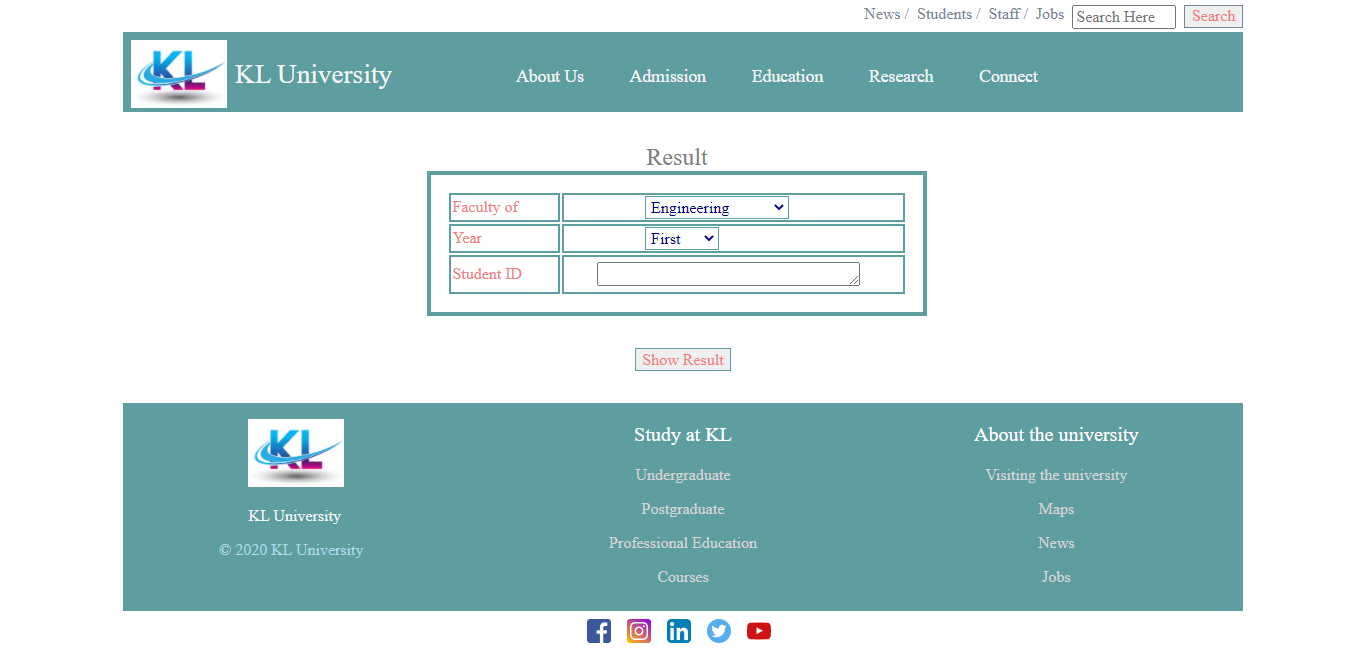 News / Students / Staff / Jobs Search Here Search
KL KL University About Us Admission Education Research Connect
Result
Faculty of Engineering
Year First
Student ID
Show Result
KL
KL University
© 2020 KL University
Study at KL
Undergraduate
Postgraduate
Professional Education
Courses
About the university
Visiting the university
Maps
News
Jobs